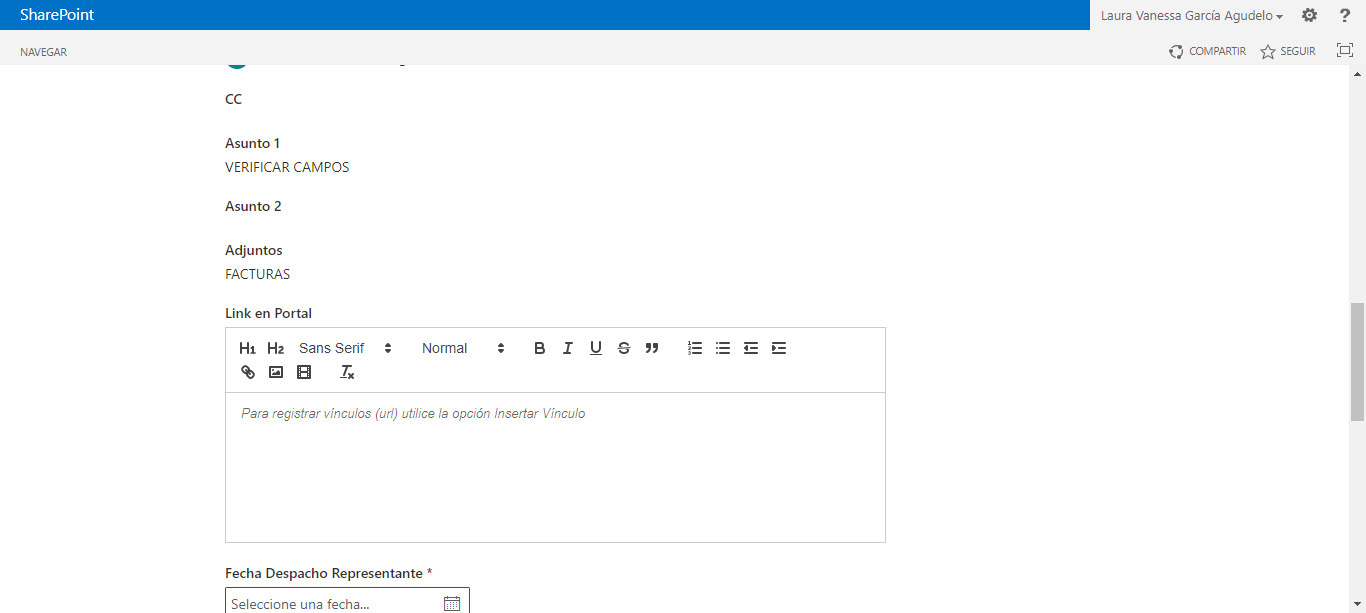 SharePoint
Laura Vanessa García Agudelo
?
NAVEGAR
COMPARTIR
SEGUIR
CC
Asunto 1
VERIFICAR CAMPOS
Asunto 2
Adjuntos
FACTURAS
Link en Portal
H1 H2 Sans Serif Normal B I U S ”
Para registrar vínculos (url) utilice la opción Insertar Vínculo
Fecha Despacho Representante *
Seleccione una fecha...